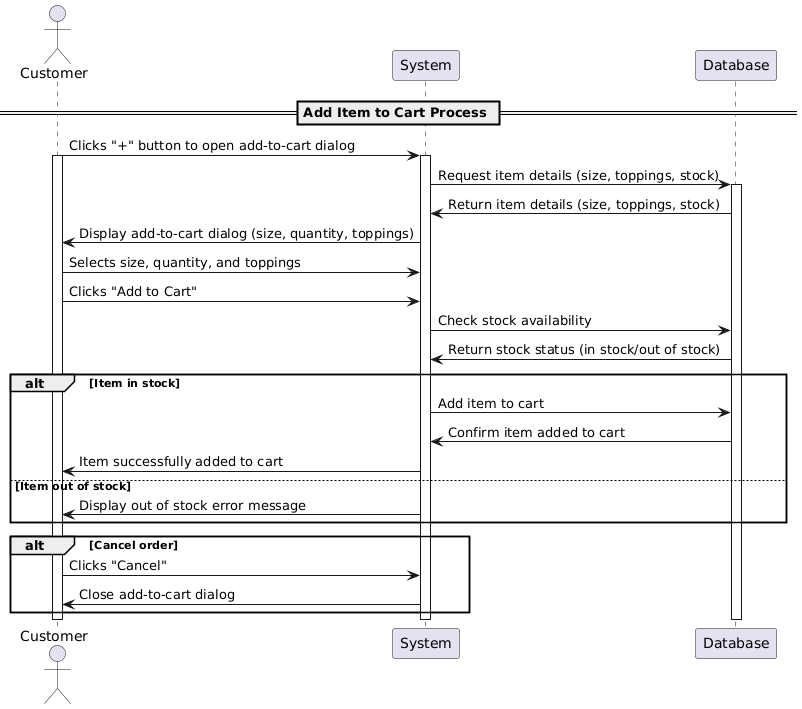 Customer
System
Database
Add Item to Cart Process
Clicks "+" button to open add-to-cart dialog
Request item details (size, toppings, stock)
Return item details (size, toppings, stock)
Display add-to-cart dialog (size, quantity, toppings)
Selects size, quantity, and toppings
Clicks "Add to Cart"
Check stock availability
Return stock status (in stock/out of stock)
alt [Item in stock]
Add item to cart
Confirm item added to cart
Item successfully added to cart
[Item out of stock]
Display out of stock error message
alt [Cancel order]
Clicks "Cancel"
Close add-to-cart dialog
Customer
System
Database